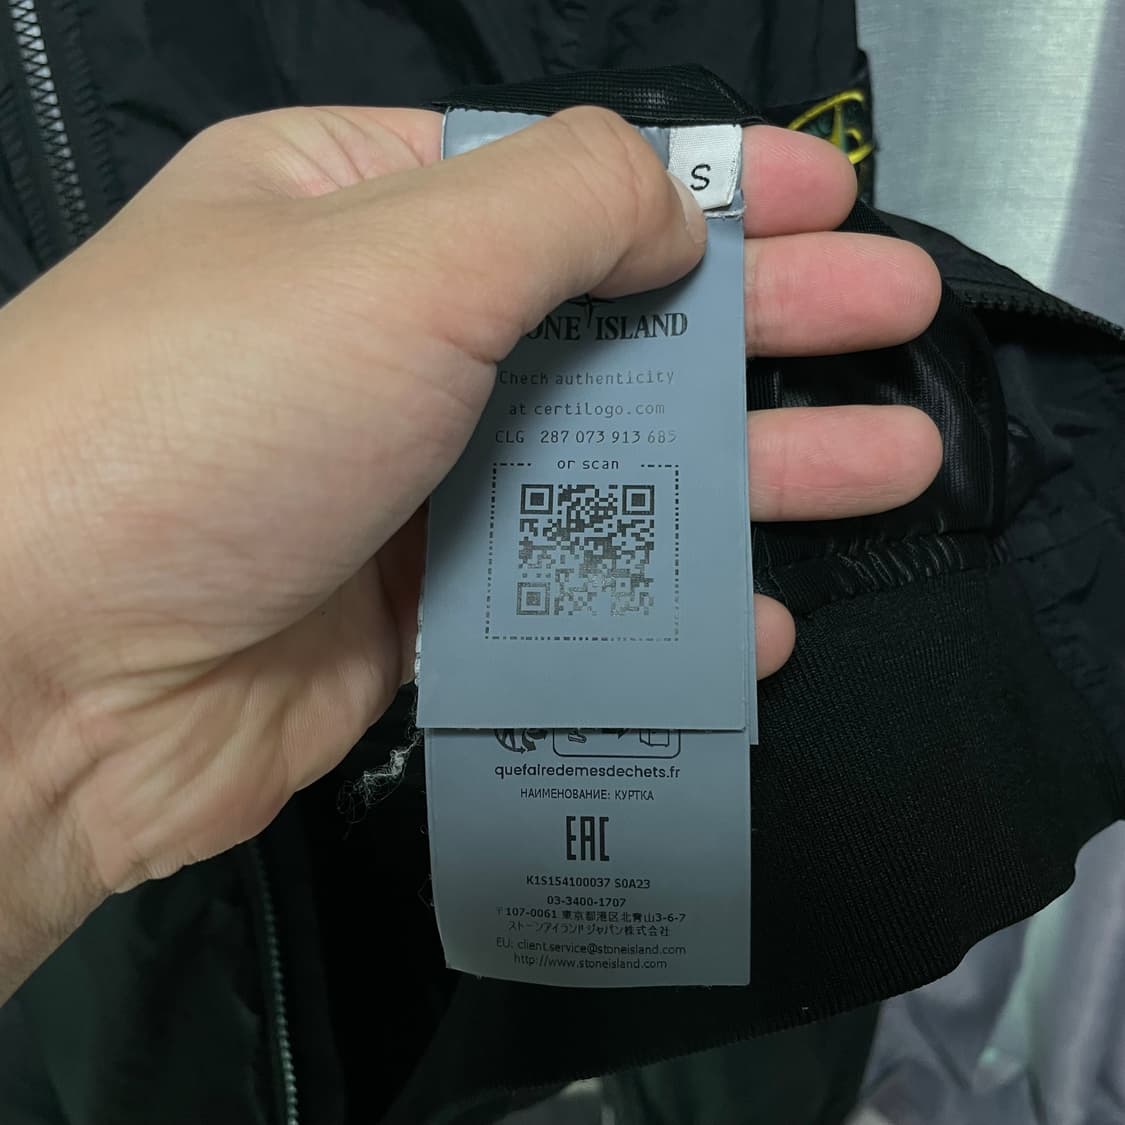 S
ONE ISLAND
Check authenticity
at certilogo.com
CLG 287 073 913 685
or scan
quefairedemesdechets.fr
НАИМЕНОВАНИЕ: КУРТКА
EAC
K1S154100037 S0A23
03-3400-1707
〒107-0061 東京都港区北青山3-6-7
ストーンアイランドジャパン株式会社
EU: client.service@stoneisland.com
http://www.stoneisland.com